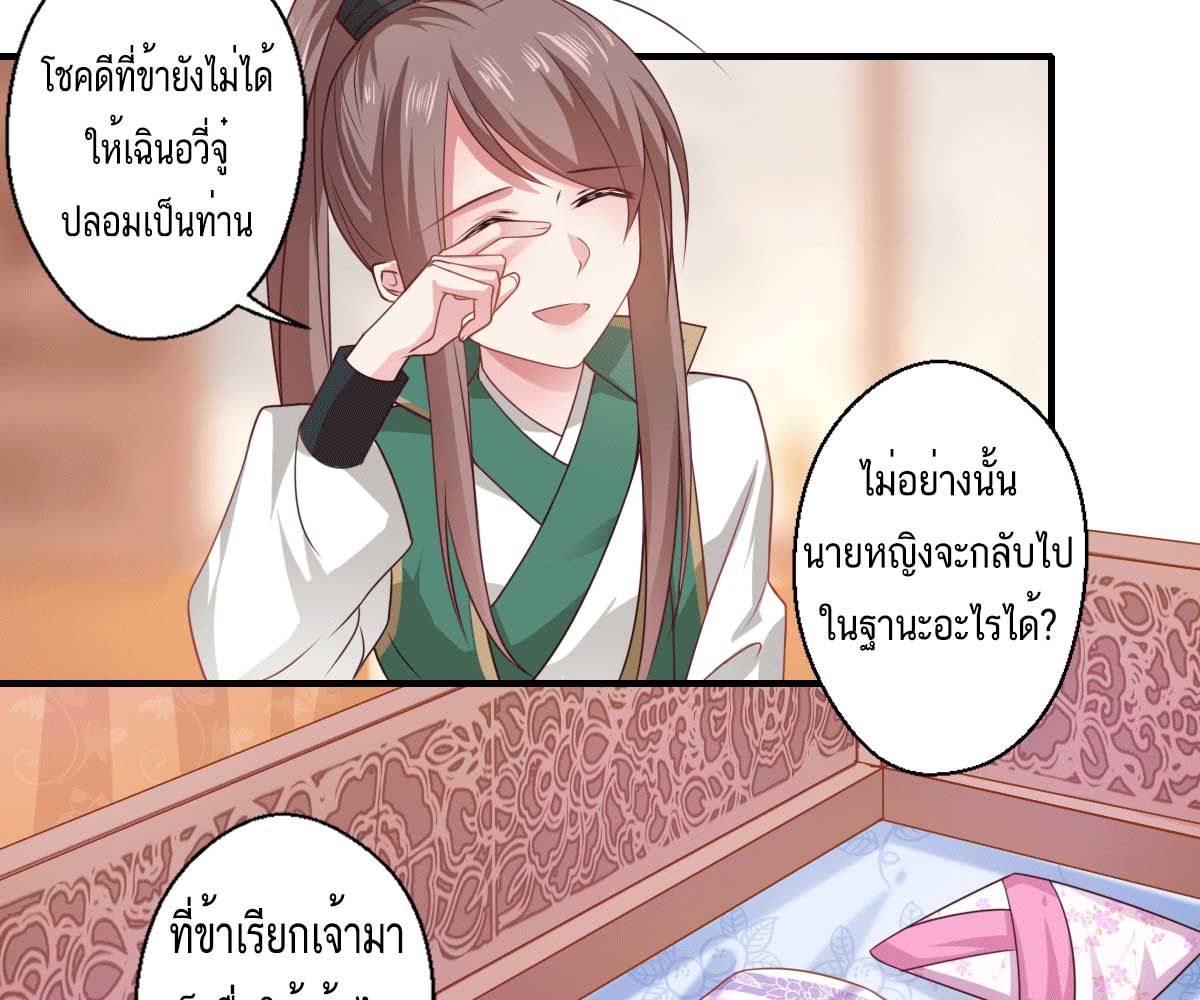 โชคดีที่ข้ายังไม่ได้
ให้เฉินอวี่จู๋
ปลอมเป็นท่าน
ไม่อย่างนั้น
นายหญิงจะกลับไป
ในฐานะอะไรได้?
ที่ข้าเรียกเจ้ามา